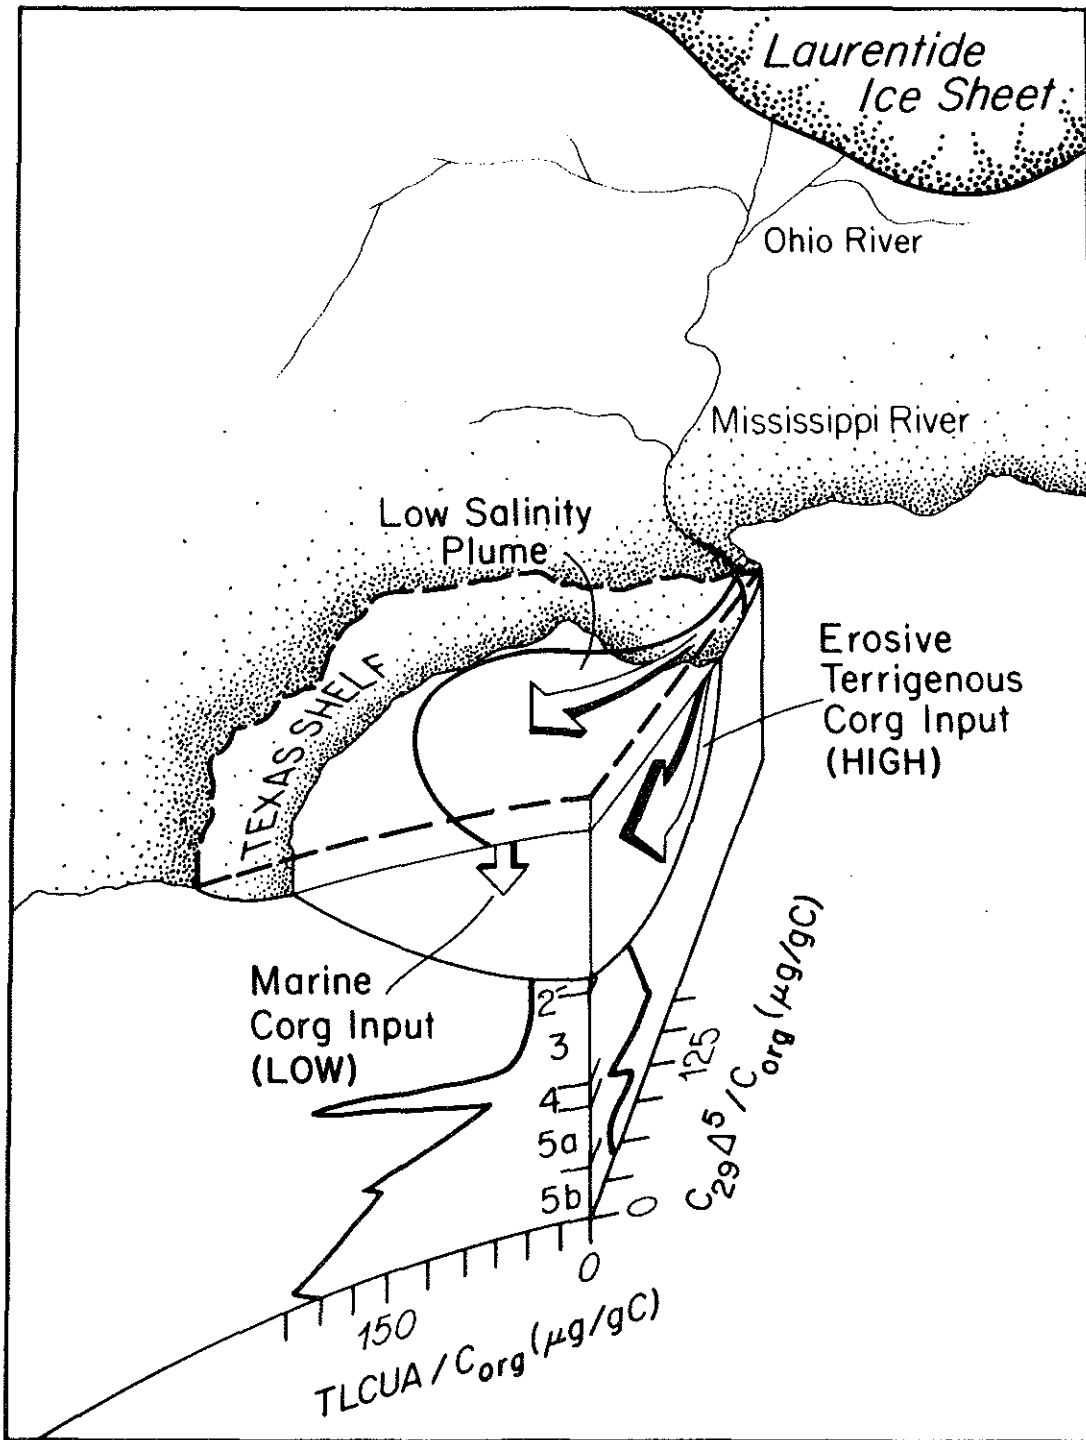 Laurentide
Ice Sheet
Ohio River
Mississippi River
Low Salinity
Plume
TEXAS SHELF
Erosive
Terrigenous
Corg Input
(HIGH)
Marine
Corg Input
(LOW)
2
3
4
5a
5b
0
125
C₂₉Δ⁵/Corg (μg/gC)
0
150
TLCUA / Corg (μg/gC)